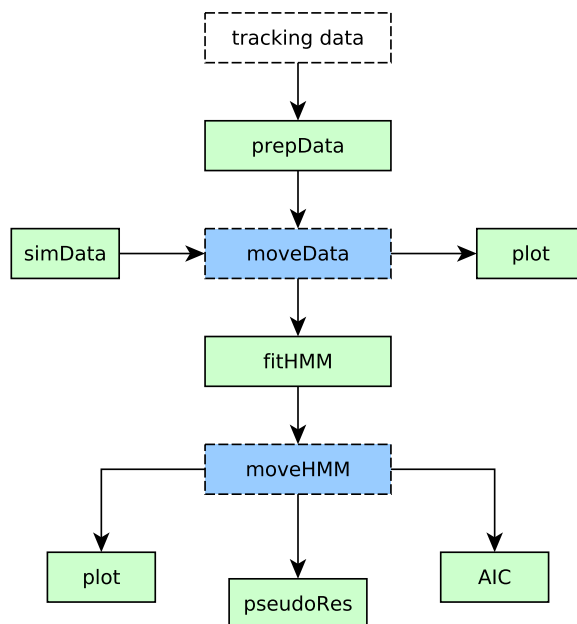 tracking data
prepData
simData
moveData
plot
fitHMM
moveHMM
plot
AIC
pseudoRes